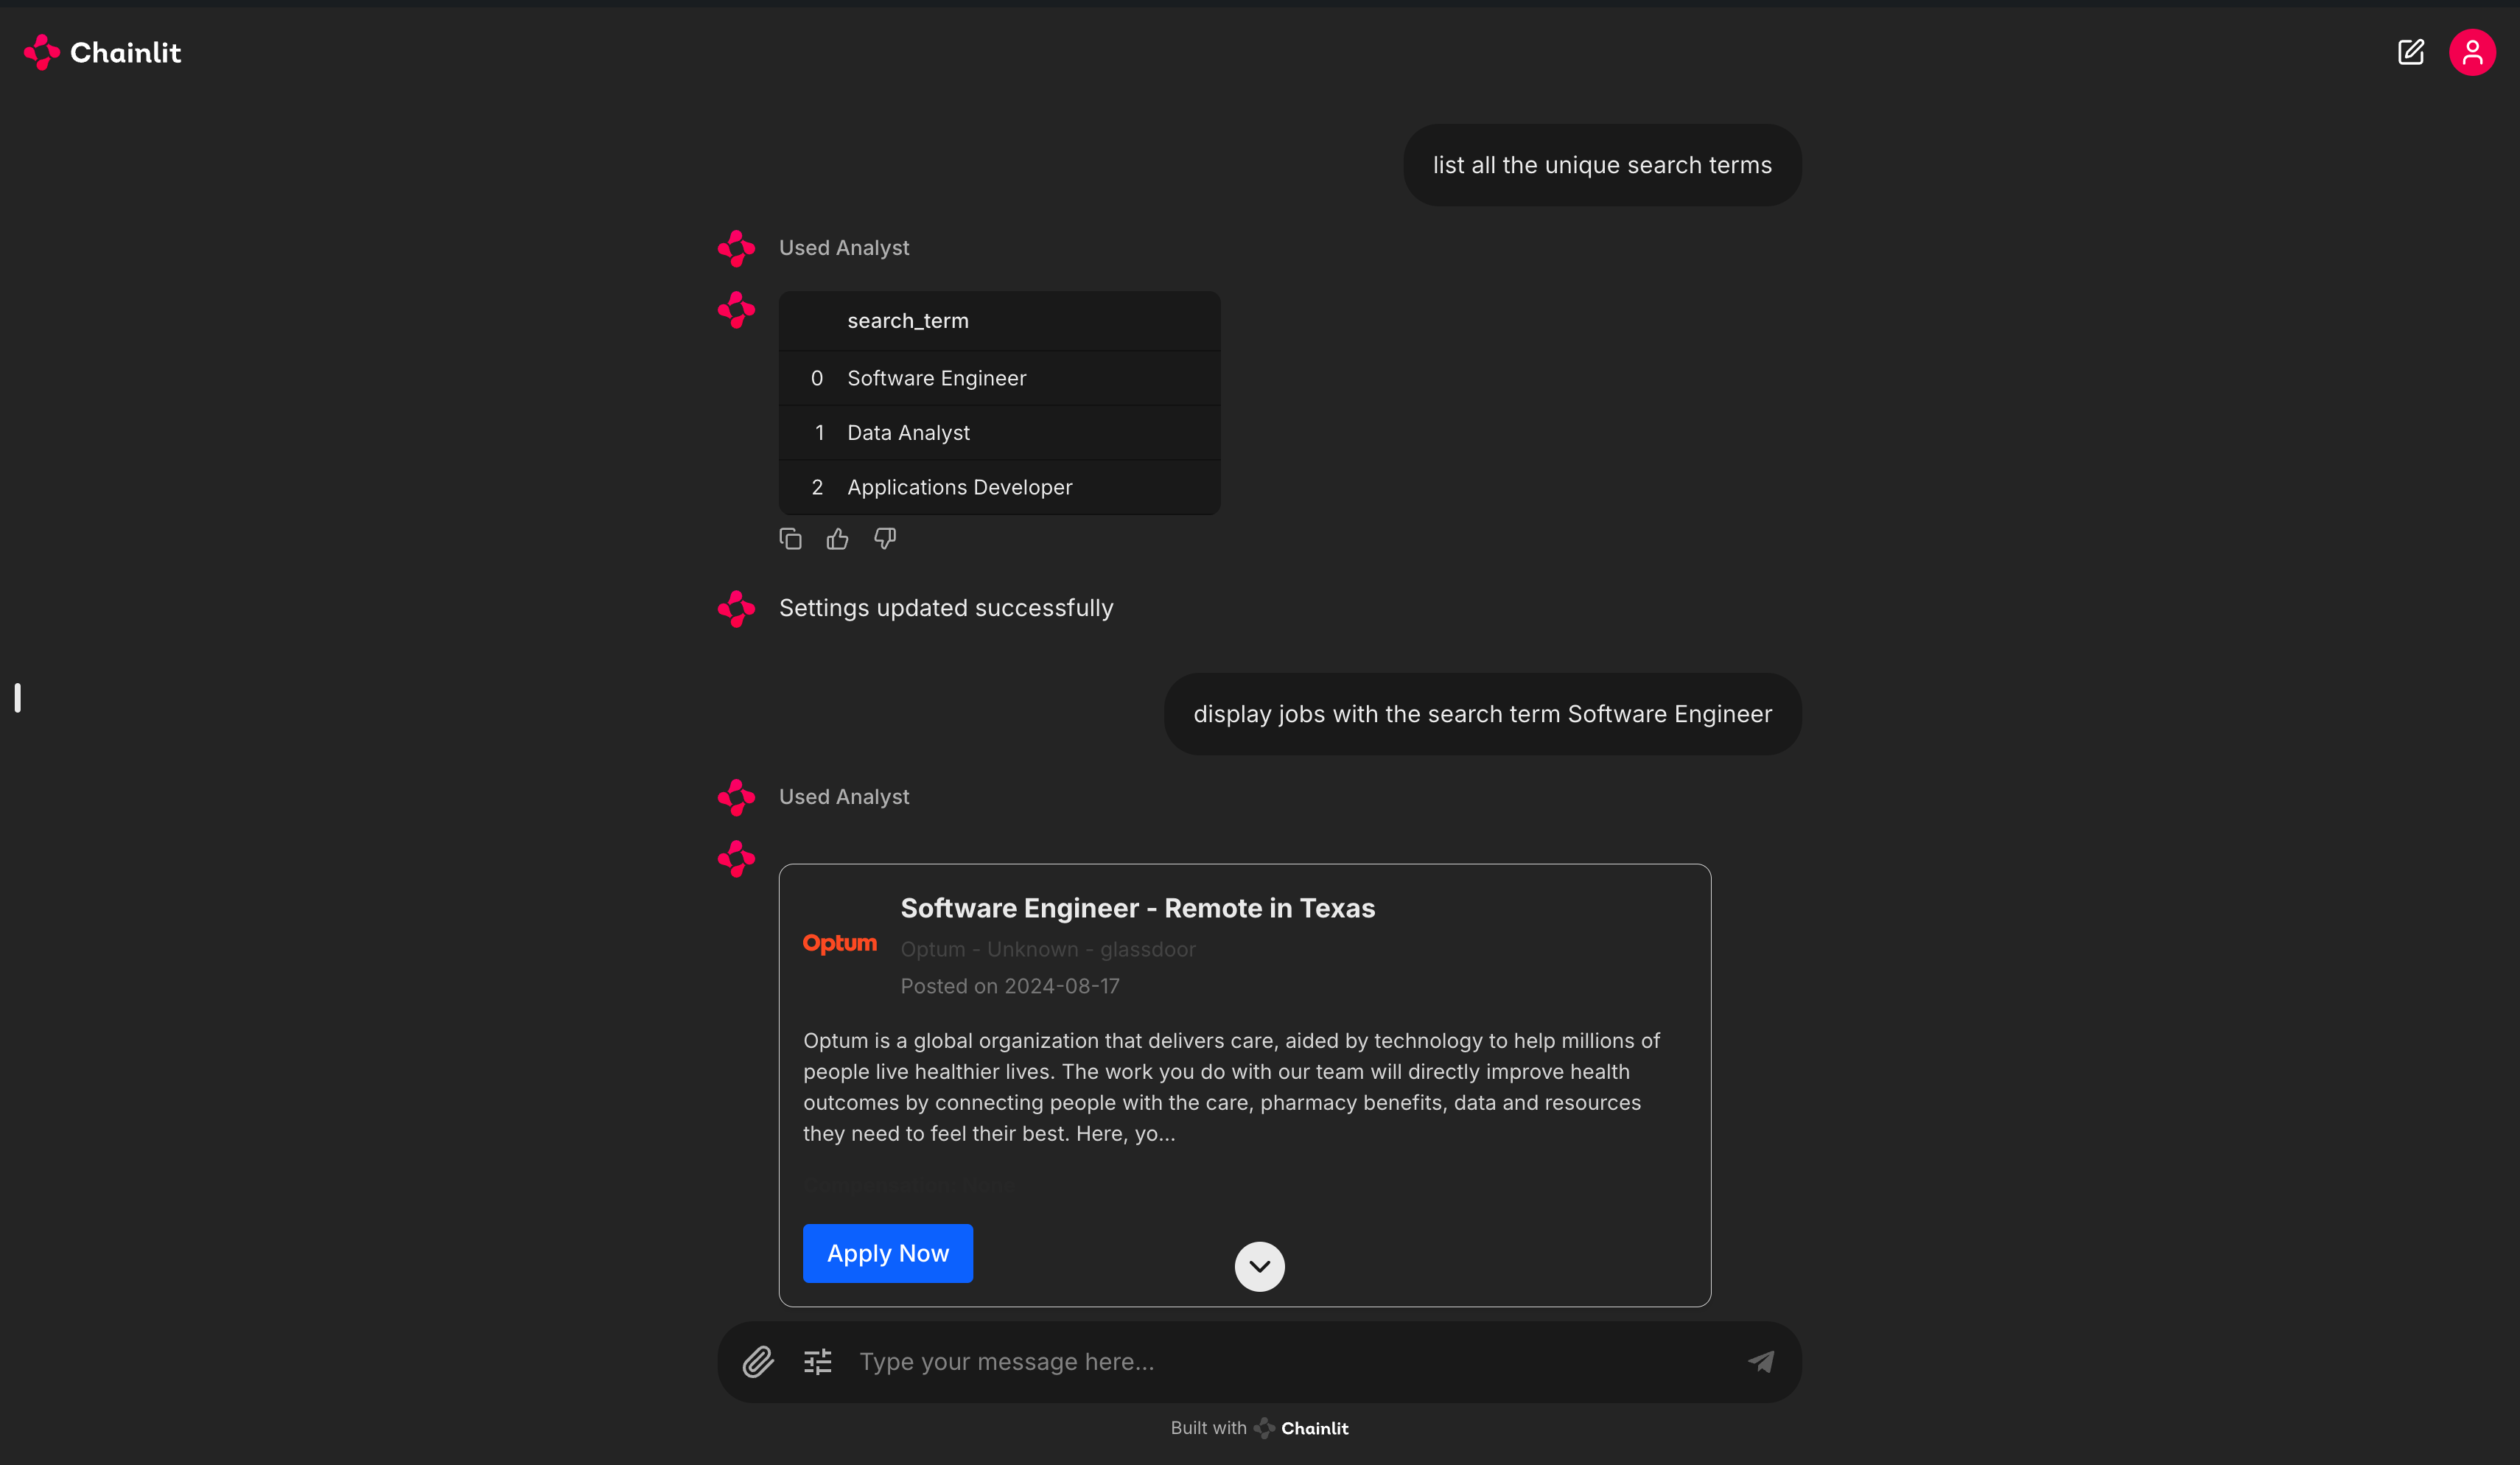 Chainlit
list all the unique search terms
Used Analyst
search_term
0 Software Engineer
1 Data Analyst
2 Applications Developer
Settings updated successfully
display jobs with the search term Software Engineer
Used Analyst
Software Engineer - Remote in Texas
Optum
Optum - Unknown - glassdoor
Posted on 2024-08-17
Optum is a global organization that delivers care, aided by technology to help millions of
people live healthier lives. The work you do with our team will directly improve health
outcomes by connecting people with the care, pharmacy benefits, data and resources
they need to feel their best. Here, yo...
Apply Now
Type your message here...
Built with Chainlit